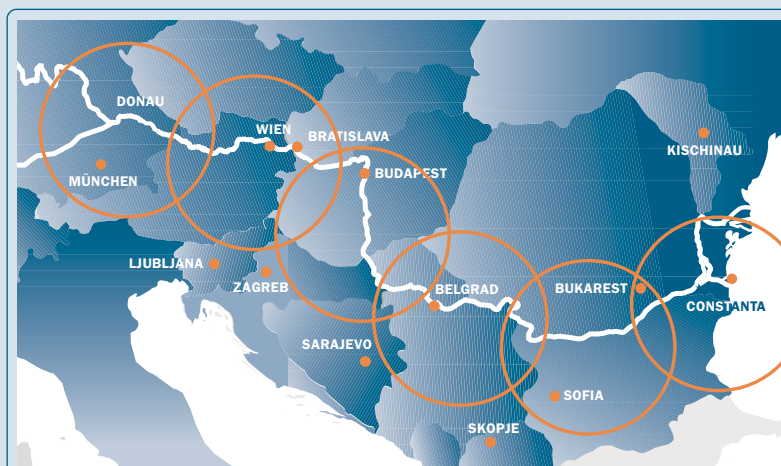 DONAU
WIEN
BRATISLAVA
KISCHINAU
MÜNCHEN
BUDAPEST
LJUBLJANA
ZAGREB
BELGRAD
BUKAREST
CONSTANTA
SARAJEVO
SOFIA
SKOPJE